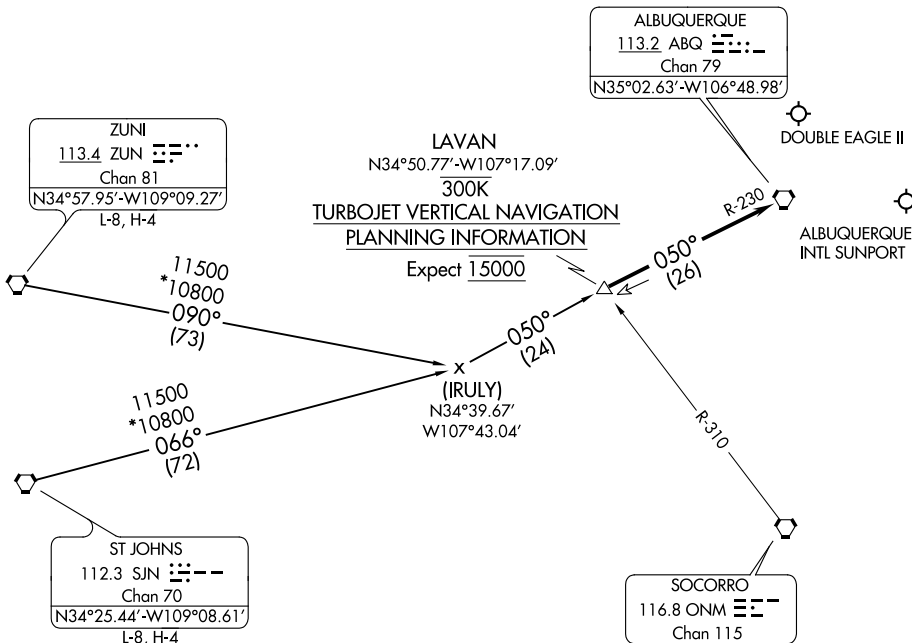 ALBUQUERQUE
113.2 ABQ
Chan 79
N35°02.63'-W106°48.98'
DOUBLE EAGLE II
ZUNI
113.4 ZUN
Chan 81
N34°57.95'-W109°09.27'
L-8, H-4
LAVAN
N34°50.77'-W107°17.09'
300K
TURBOJET VERTICAL NAVIGATION
PLANNING INFORMATION
Expect 15000
R-230
ALBUQUERQUE
INTL SUNPORT
050°
(26)
11500
*10800
090°
(73)
050°
(24)
X
(IRULY)
N34°39.67'
W107°43.04'
11500
*10800
066°
(72)
R-310
ST JOHNS
112.3 SJN
Chan 70
N34°25.44'-W109°08.61'
L-8, H-4
SOCORRO
116.8 ONM
Chan 115